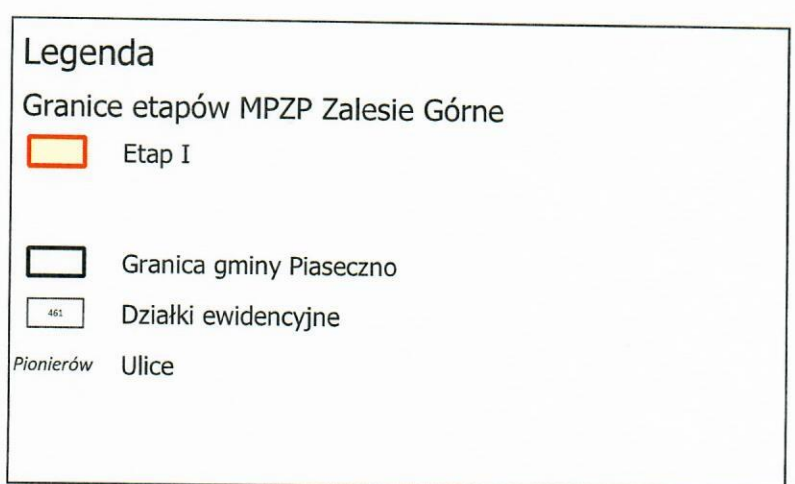 Legenda
Granice etapów MPZP Zalesie Górne
Etap I
Granica gminy Piaseczno
461 Działki ewidencyjne
Pionierów Ulice